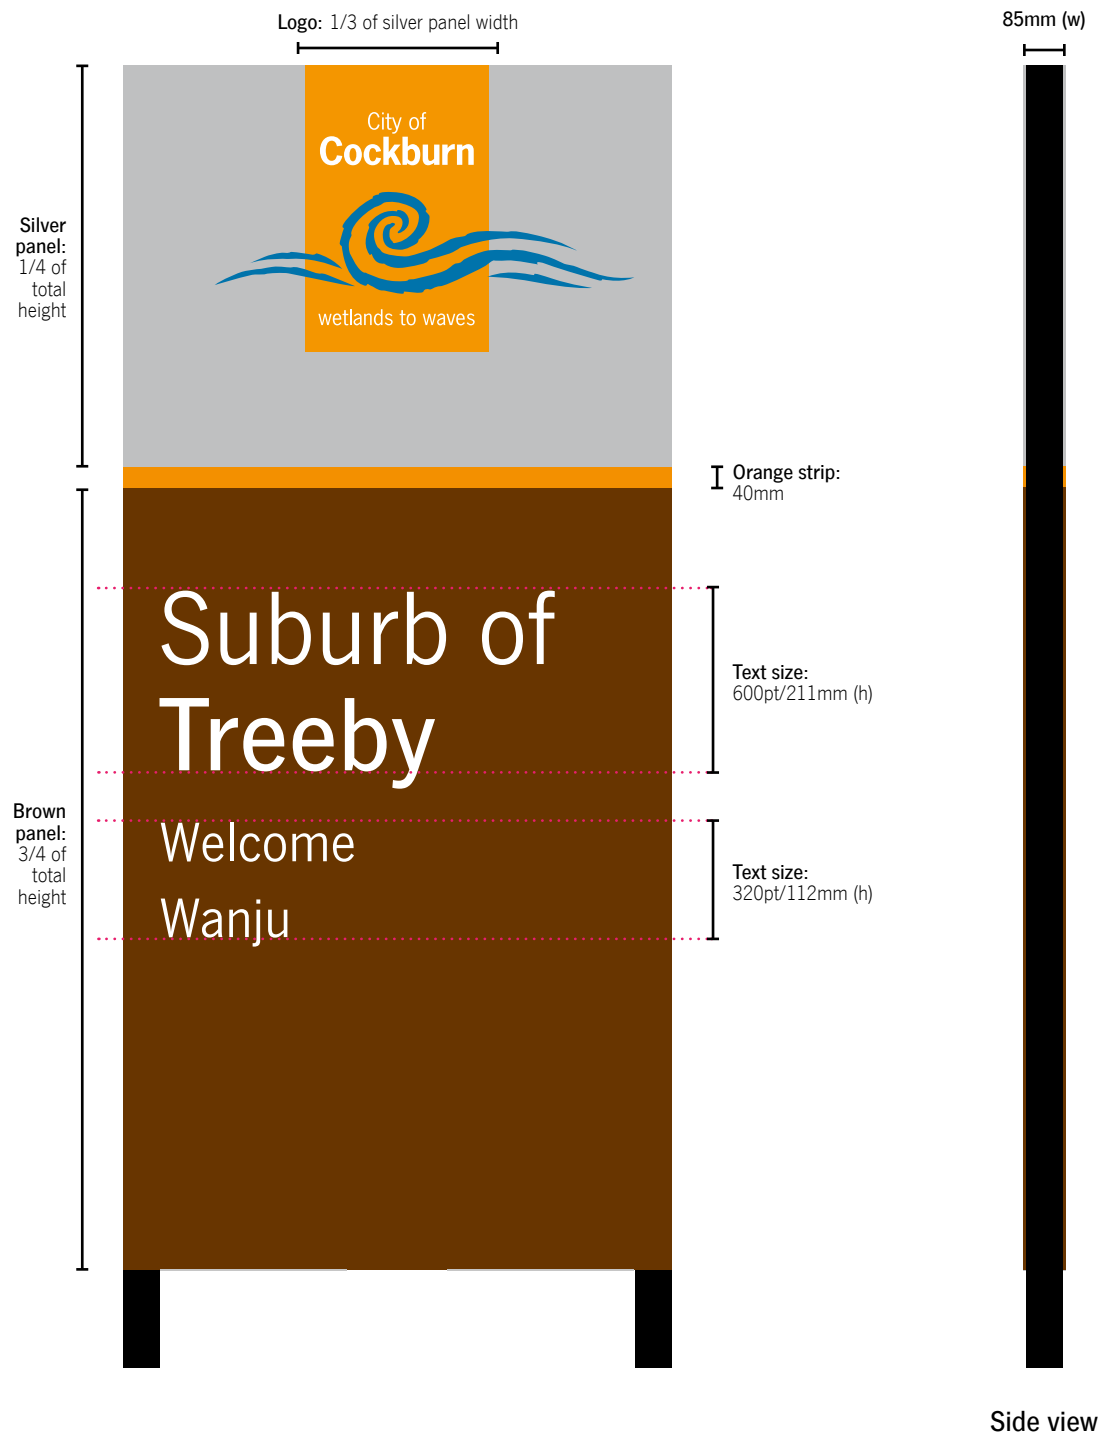 Logo: 1/3 of silver panel width
85mm (w)
City of
Cockburn
wetlands to waves
Silver
panel:
1/4 of
total
height
Orange strip:
40mm
Suburb of
Treeby
Text size:
600pt/211mm (h)
Brown
panel:
3/4 of
total
height
Welcome
Wanju
Text size:
320pt/112mm (h)
Side view